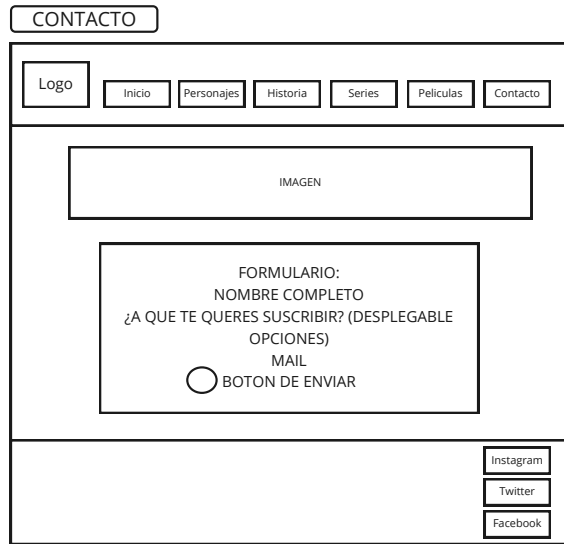 CONTACTO
Logo
Inicio
Personajes
Historia
Series
Peliculas
Contacto
IMAGEN
FORMULARIO:
NOMBRE COMPLETO
¿A QUE TE QUERES SUSCRIBIR? (DESPLEGABLE
OPCIONES)
MAIL
BOTON DE ENVIAR
Instagram
Twitter
Facebook